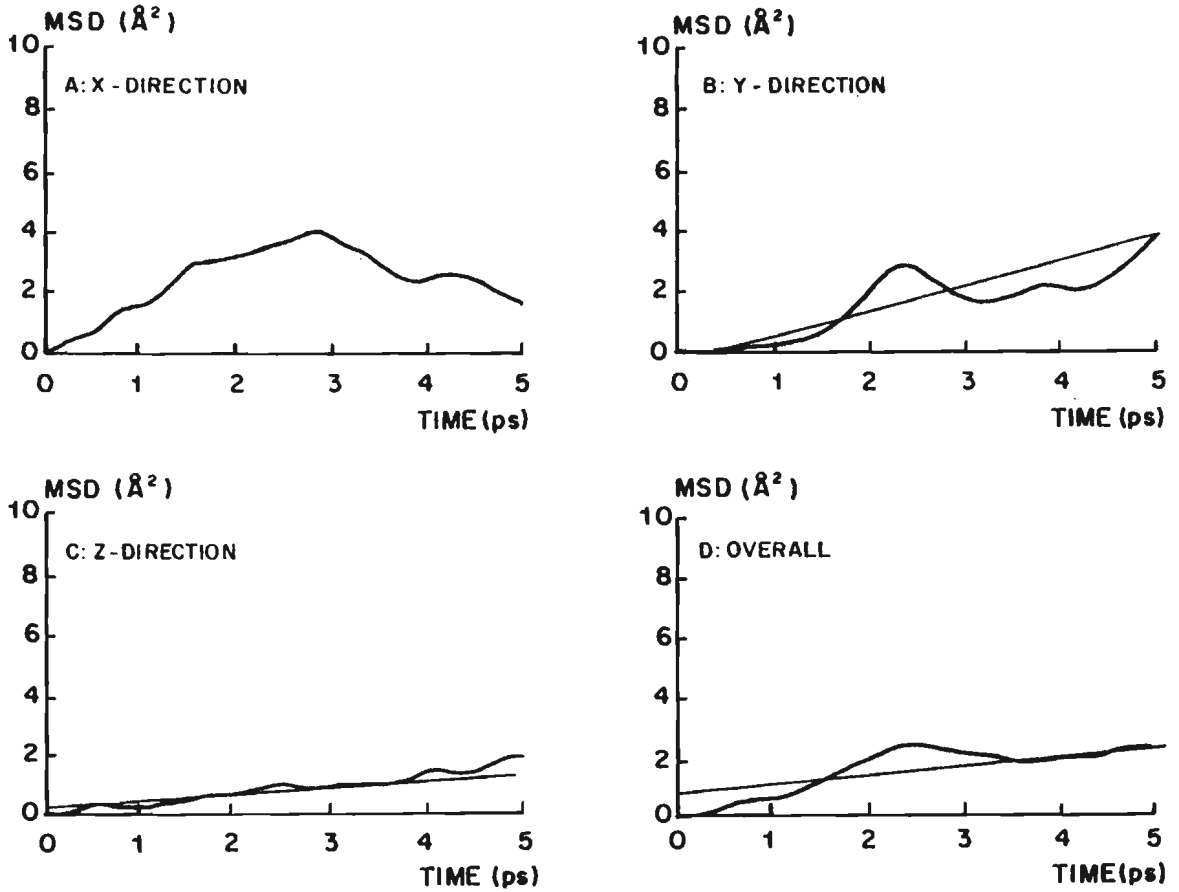 MSD (Å²)
A: X - DIRECTION
10
8
6
4
2
0
0 1 2 3 4 5
TIME (ps)
MSD (Å²)
B: Y - DIRECTION
10
8
6
4
2
0
0 1 2 3 4 5
TIME (ps)
MSD (Å²)
C: Z-DIRECTION
10
8
6
4
2
0
0 1 2 3 4 5
TIME (ps)
MSD (Å²)
D: OVERALL
10
8
6
4
2
0
0 1 2 3 4 5
TIME(ps)